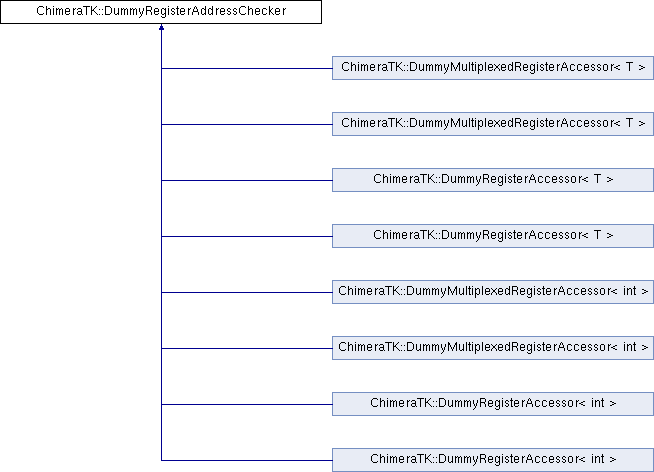 ChimeraTK::DummyRegisterAddressChecker
ChimeraTK::DummyMultiplexedRegisterAccessor< T >
ChimeraTK::DummyMultiplexedRegisterAccessor< T >
ChimeraTK::DummyRegisterAccessor< T >
ChimeraTK::DummyRegisterAccessor< T >
ChimeraTK::DummyMultiplexedRegisterAccessor< int >
ChimeraTK::DummyMultiplexedRegisterAccessor< int >
ChimeraTK::DummyRegisterAccessor< int >
ChimeraTK::DummyRegisterAccessor< int >